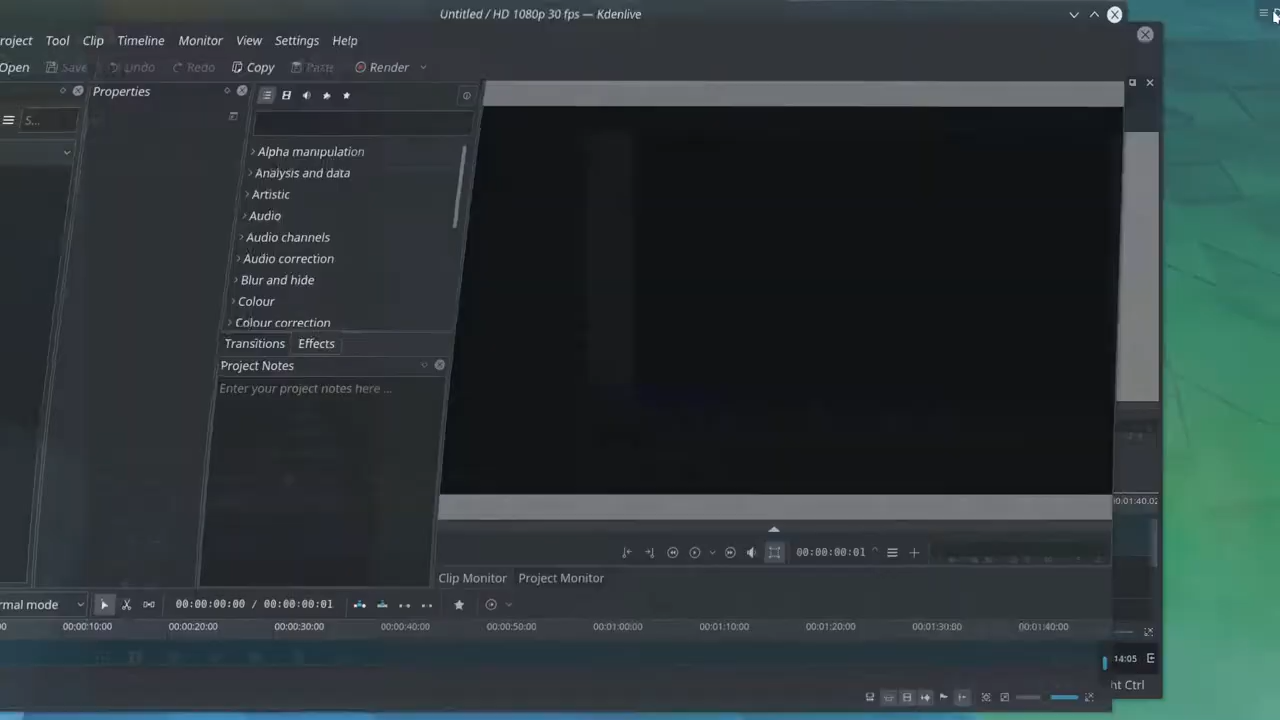 Untitled / HD 1080p 30 fps — Kdenlive
roject Tool Clip Timeline Monitor View Settings Help
Open Save Undo Redo Copy Paste Render
Properties
S...
Alpha manipulation
Analysis and data
Artistic
Audio
Audio channels
Audio correction
Blur and hide
Colour
Colour correction
Transitions Effects
Project Notes
Enter your project notes here ...
00:01:40.02
00:00:00:01
Clip Monitor Project Monitor
rmal mode 00:00:00:00 / 00:00:00:01
00:00:10:00 00:00:20:00 00:00:30:00 00:00:40:00 00:00:50:00 00:01:00:00 00:01:10:00 00:01:20:00 00:01:30:00 00:01:40:00
14:05
ht Ctrl